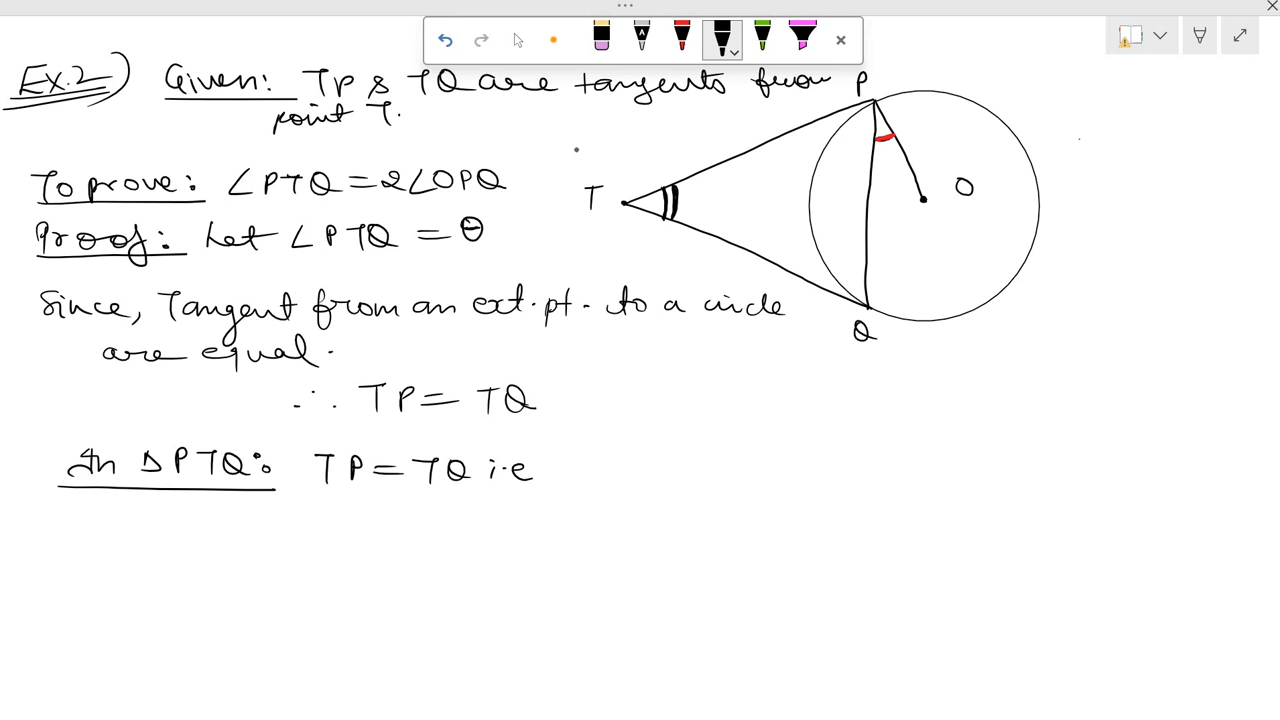 Ex.2) Given: TP & TQ are tangents from
point T.
To prove: ∠PTQ = 2∠OPQ
Proof: Let ∠PTQ = θ
Since, Tangent from an ext. pt. to a circle
are equal.
∴ TP = TQ
In Δ PTQ: TP = TQ i.e
P
T
O
Q